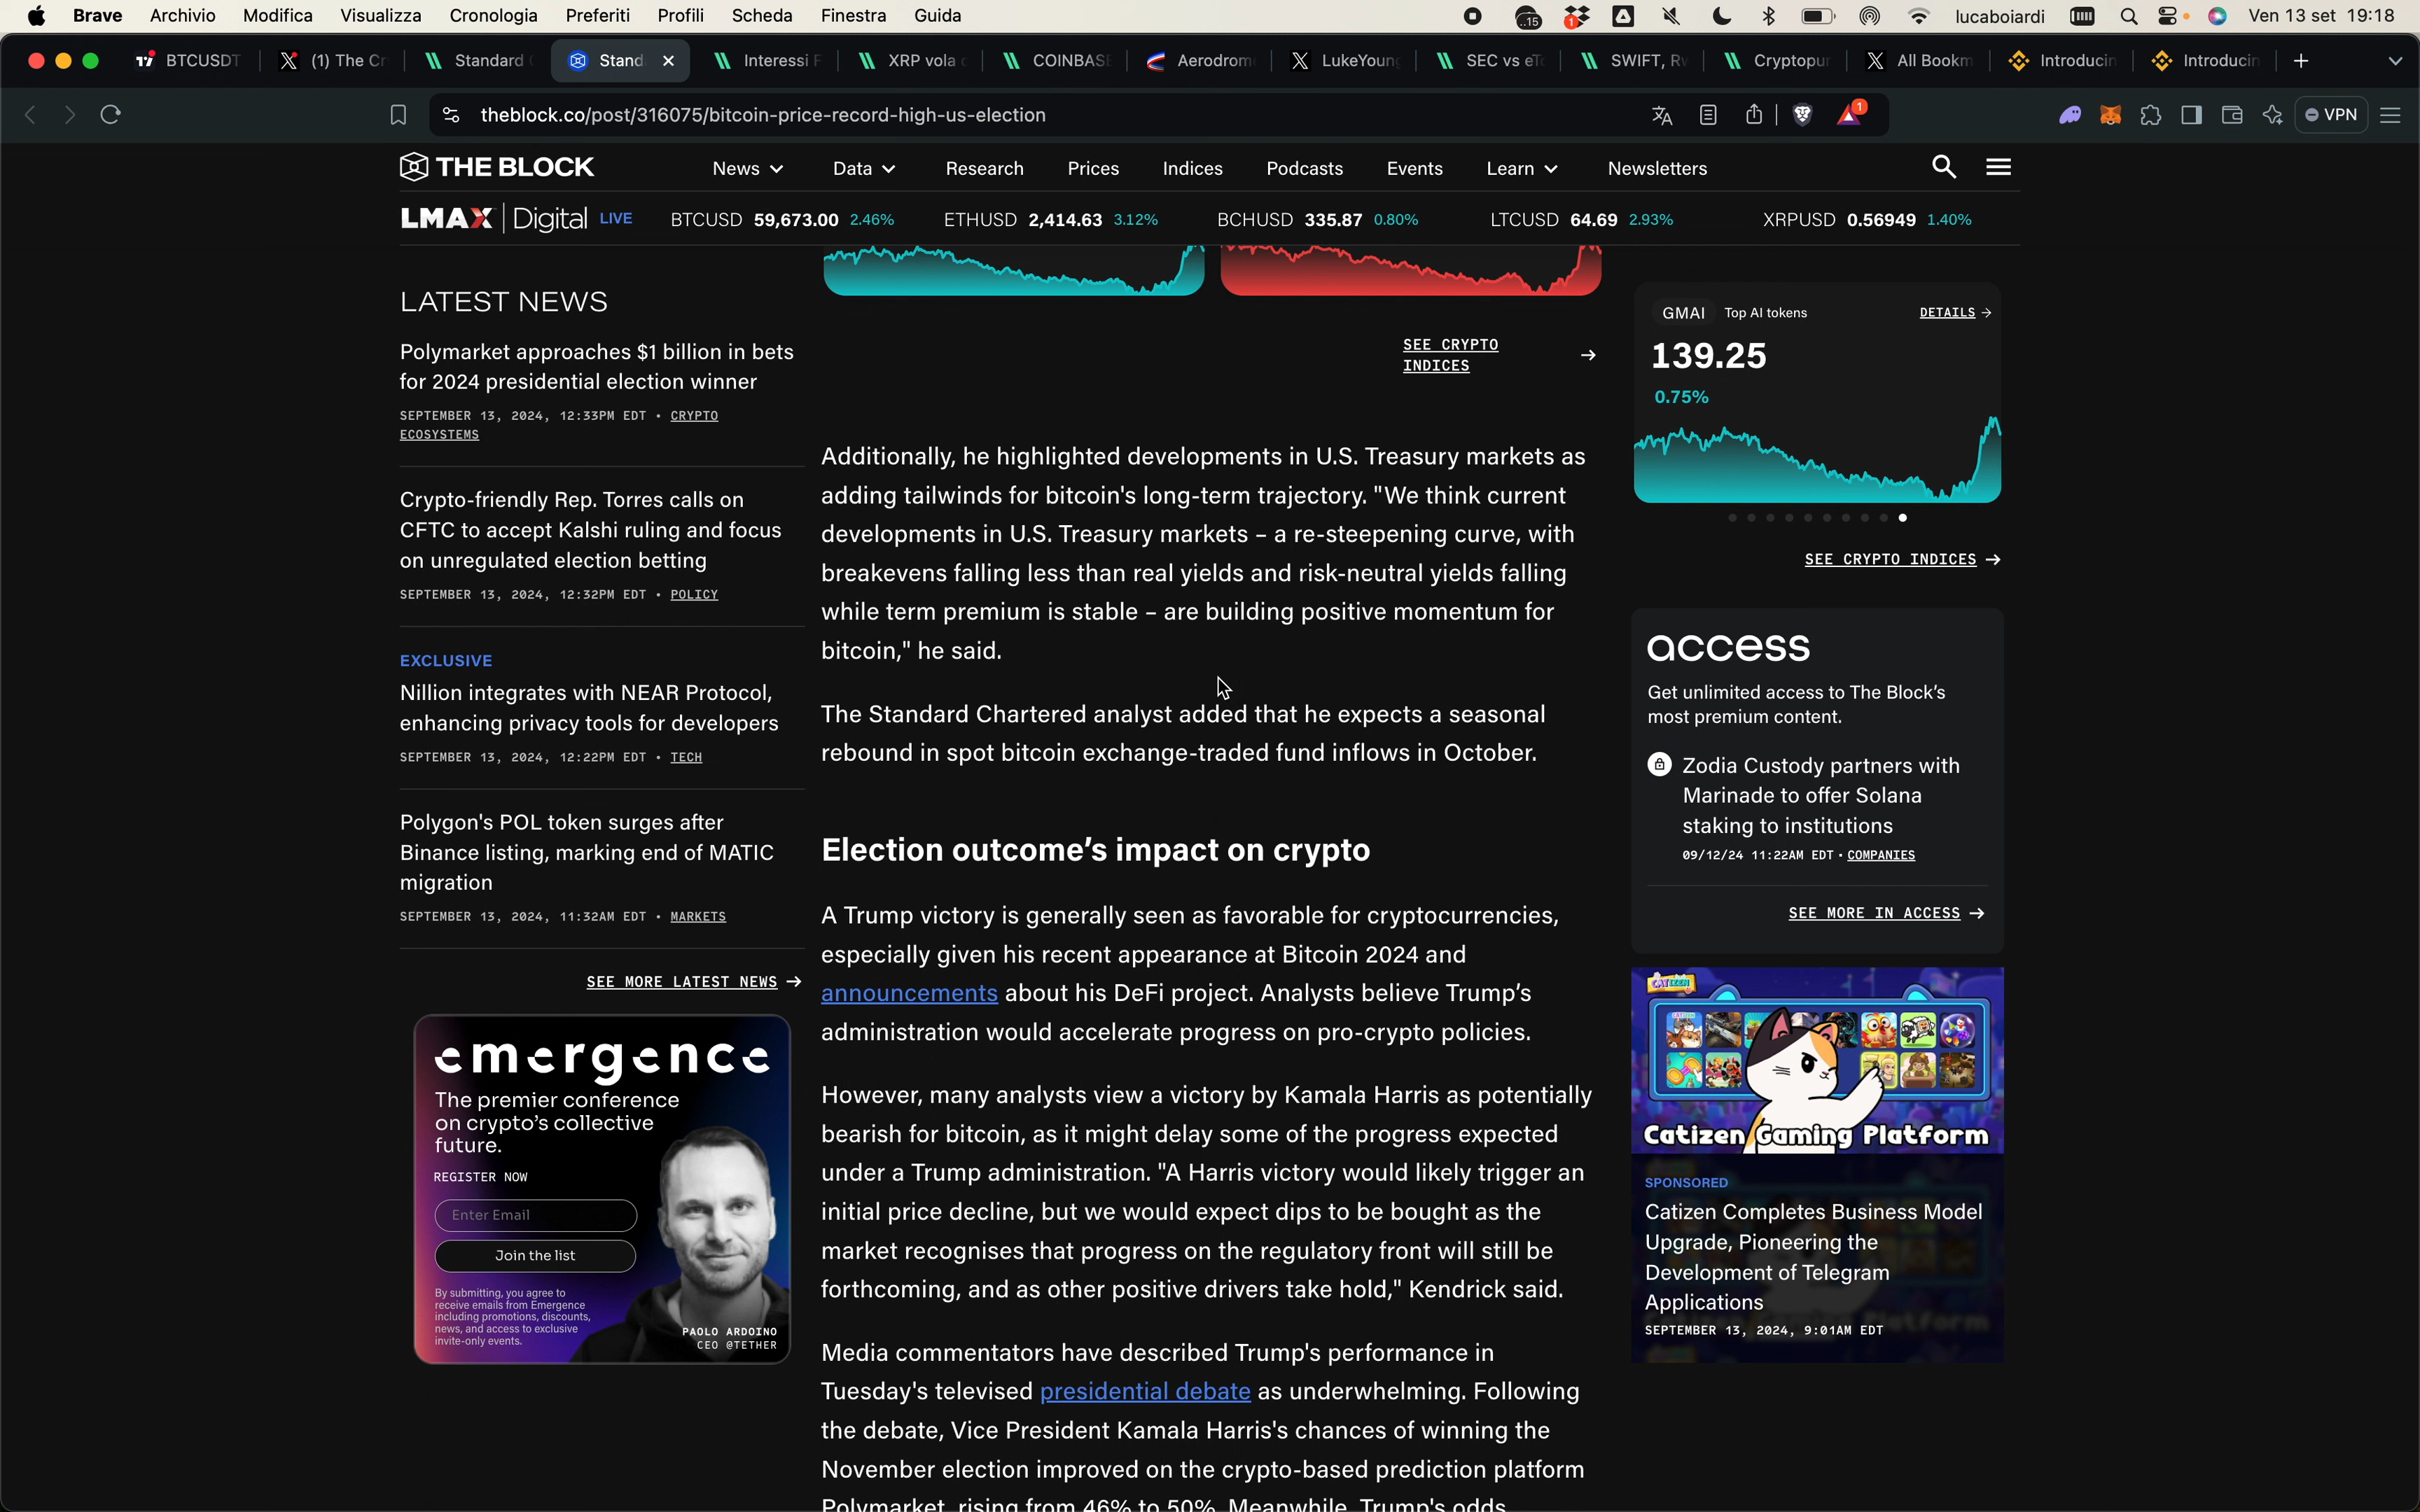 Brave Archivio Modifica Visualizza Cronologia Preferiti Profili Scheda Finestra Guida
..15 1 lucaboiardi Ven 13 set 19:18
BTCUSDT (1) The Cr Standard Stand Interessi F XRP vola COINBAS Aerodrom LukeYoung SEC vs eTo SWIFT, Rw Cryptopun All Bookm Introducin Introducin
theblock.co/post/316075/bitcoin-price-record-high-us-election
1 VPN
THE BLOCK News Data Research Prices Indices Podcasts Events Learn Newsletters
LMAX Digital LIVE BTCUSD 59,673.00 2.46% ETHUSD 2,414.63 3.12% BCHUSD 335.87 0.80% LTCUSD 64.69 2.93% XRPUSD 0.56949 1.40%
LATEST NEWS
Polymarket approaches $1 billion in bets
for 2024 presidential election winner
SEPTEMBER 13, 2024, 12:33PM EDT • CRYPTO
ECOSYSTEMS
Crypto-friendly Rep. Torres calls on
CFTC to accept Kalshi ruling and focus
on unregulated election betting
SEPTEMBER 13, 2024, 12:32PM EDT • POLICY
EXCLUSIVE
Nillion integrates with NEAR Protocol,
enhancing privacy tools for developers
SEPTEMBER 13, 2024, 12:22PM EDT • TECH
Polygon's POL token surges after
Binance listing, marking end of MATIC
migration
SEPTEMBER 13, 2024, 11:32AM EDT • MARKETS
SEE MORE LATEST NEWS →
emergence
The premier conference
on crypto's collective
future.
REGISTER NOW
Enter Email
Join the list
By submitting, you agree to
receive emails from Emergence
including promotions, discounts,
news, and access to exclusive
invite-only events.
PAOLO ARDOINO
CEO @TETHER
SEE CRYPTO
INDICES →
Additionally, he highlighted developments in U.S. Treasury markets as
adding tailwinds for bitcoin's long-term trajectory. "We think current
developments in U.S. Treasury markets – a re-steepening curve, with
breakevens falling less than real yields and risk-neutral yields falling
while term premium is stable – are building positive momentum for
bitcoin," he said.
The Standard Chartered analyst added that he expects a seasonal
rebound in spot bitcoin exchange-traded fund inflows in October.
Election outcome’s impact on crypto
A Trump victory is generally seen as favorable for cryptocurrencies,
especially given his recent appearance at Bitcoin 2024 and
announcements about his DeFi project. Analysts believe Trump’s
administration would accelerate progress on pro-crypto policies.
However, many analysts view a victory by Kamala Harris as potentially
bearish for bitcoin, as it might delay some of the progress expected
under a Trump administration. "A Harris victory would likely trigger an
initial price decline, but we would expect dips to be bought as the
market recognises that progress on the regulatory front will still be
forthcoming, and as other positive drivers take hold," Kendrick said.
Media commentators have described Trump's performance in
Tuesday's televised presidential debate as underwhelming. Following
the debate, Vice President Kamala Harris's chances of winning the
November election improved on the crypto-based prediction platform
Polymarket, rising from 46% to 50%. Meanwhile, Trump's odds
GMAI Top AI tokens DETAILS →
139.25
0.75%
SEE CRYPTO INDICES →
access
Get unlimited access to The Block’s
most premium content.
Zodia Custody partners with
Marinade to offer Solana
staking to institutions
09/12/24 11:22AM EDT • COMPANIES
SEE MORE IN ACCESS →
CATIZEN
Catizen Gaming Platform
SPONSORED
Catizen Completes Business Model
Upgrade, Pioneering the
Development of Telegram
Applications
SEPTEMBER 13, 2024, 9:01AM EDT